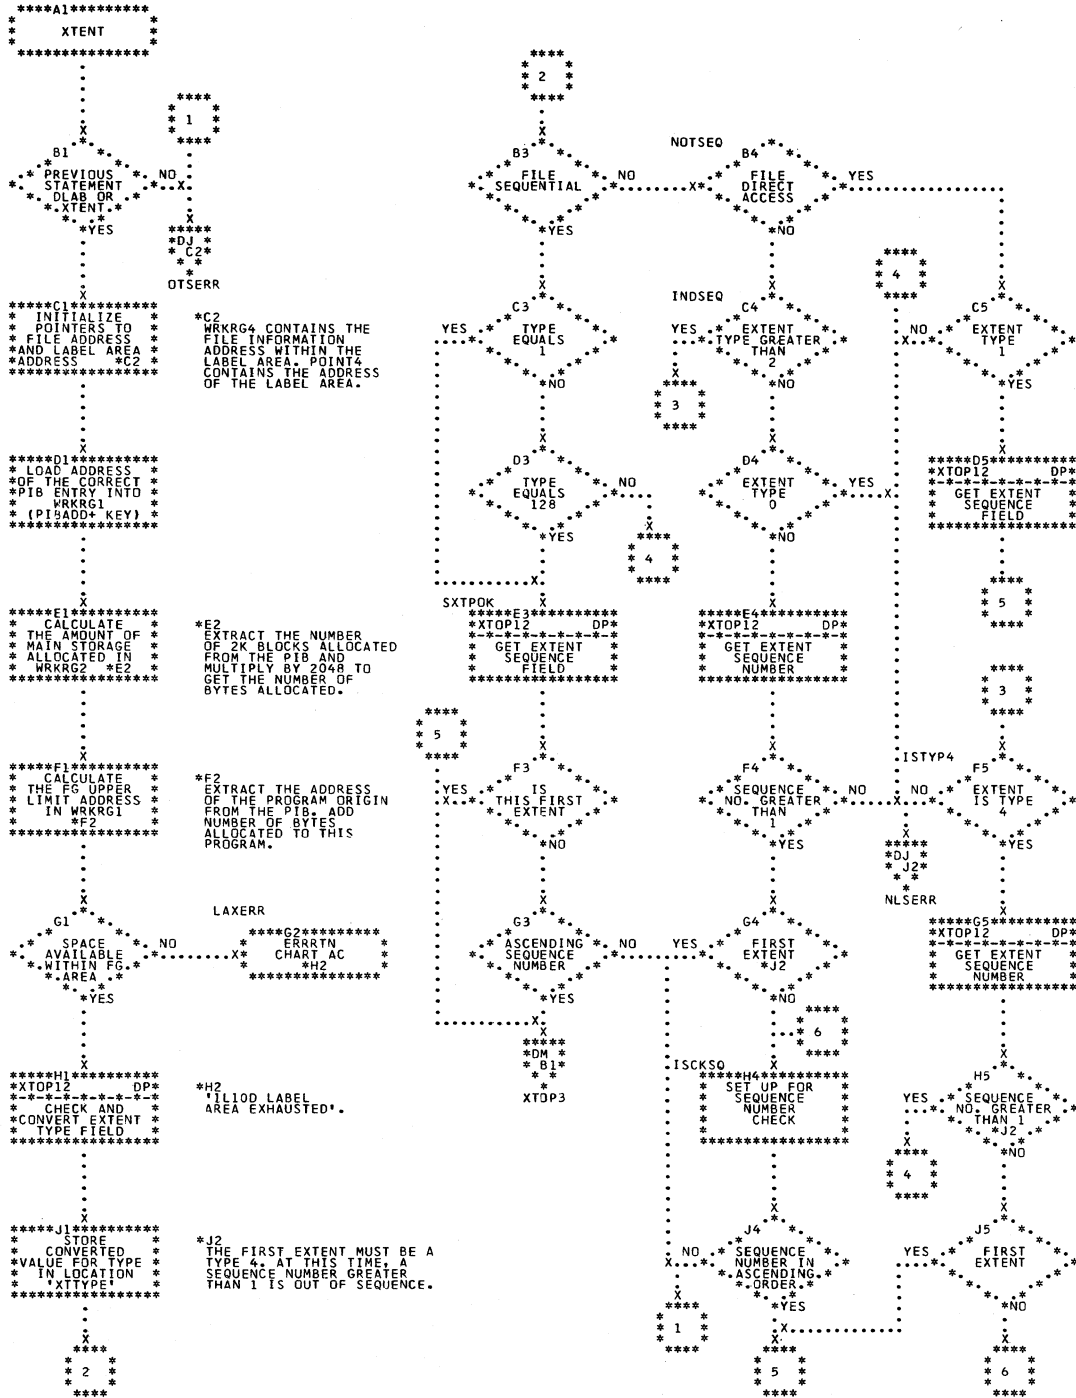 A1
XTENT
1
B1
PREVIOUS
STATEMENT
DLAB OR
XTENT.
NO
YES
DJ
C2
OTSERR
C1
INITIALIZE
POINTERS TO
FILE ADDRESS
AND LABEL AREA
ADDRESS *C2
*C2
WRKRG4 CONTAINS THE
FILE INFORMATION
ADDRESS WITHIN THE
LABEL AREA. POINT4
CONTAINS THE ADDRESS
OF THE LABEL AREA.
D1
LOAD ADDRESS
OF THE CORRECT
PIB ENTRY INTO
WRKRG1
(PIBADD+ KEY)
E1
CALCULATE
THE AMOUNT OF
MAIN STORAGE
ALLOCATED IN
WRKRG2 *E2
*E2
EXTRACT THE NUMBER
OF 2K BLOCKS ALLOCATED
FROM THE PIB AND
MULTIPLY BY 2048 TO
GET THE NUMBER OF
BYTES ALLOCATED.
F1
CALCULATE
THE FG UPPER
LIMIT ADDRESS
IN WRKRG1
*F2
*F2
EXTRACT THE ADDRESS
OF THE PROGRAM ORIGIN
FROM THE PIB. ADD
NUMBER OF BYTES
ALLOCATED TO THIS
PROGRAM.
G1
SPACE
AVAILABLE
WITHIN FG
AREA
NO
YES
LAXERR
G2
ERRRTN
CHART AC
*H2
H1
XTOP12 DP
CHECK AND
CONVERT EXTENT
TYPE FIELD
*H2
'IL10D LABEL
AREA EXHAUSTED'.
J1
STORE
CONVERTED
VALUE FOR TYPE
IN LOCATION
'XTTYPE'
*J2
THE FIRST EXTENT MUST BE A
TYPE 4. AT THIS TIME, A
SEQUENCE NUMBER GREATER
THAN 1 IS OUT OF SEQUENCE.
2
2
B3
FILE
SEQUENTIAL
NO
YES
C3
TYPE
EQUALS
1
YES
NO
D3
TYPE
EQUALS
128
NO
YES
4
SXTPOK
E3
XTOP12 DP
GET EXTENT
SEQUENCE
FIELD
5
F3
IS
THIS FIRST
EXTENT
YES
NO
G3
ASCENDING
SEQUENCE
NUMBER
NO
YES
DM
B1
XTOP3
NOTSEQ
B4
FILE
DIRECT
ACCESS
YES
NO
INDSEQ
C4
EXTENT
TYPE GREATER
THAN
2
YES
NO
3
D4
EXTENT
TYPE
0
YES
NO
E4
XTOP12 DP
GET EXTENT
SEQUENCE
NUMBER
F4
SEQUENCE
NO. GREATER
THAN
1
NO
YES
G4
FIRST
EXTENT
*J2
YES
NO
6
ISCKSQ
H4
SET UP FOR
SEQUENCE
NUMBER
CHECK
J4
SEQUENCE
NUMBER IN
ASCENDING
ORDER.
NO
YES
1
5
4
C5
EXTENT
TYPE
1
NO
YES
D5
XTOP12 DP
GET EXTENT
SEQUENCE
FIELD
5
3
ISTYP4
F5
EXTENT
IS TYPE
4
NO
YES
DJ
J2
NLSERR
G5
XTOP12 DP
GET EXTENT
SEQUENCE
NUMBER
H5
SEQUENCE
NO. GREATER
THAN 1
*J2
YES
NO
4
J5
FIRST
EXTENT
YES
NO
6